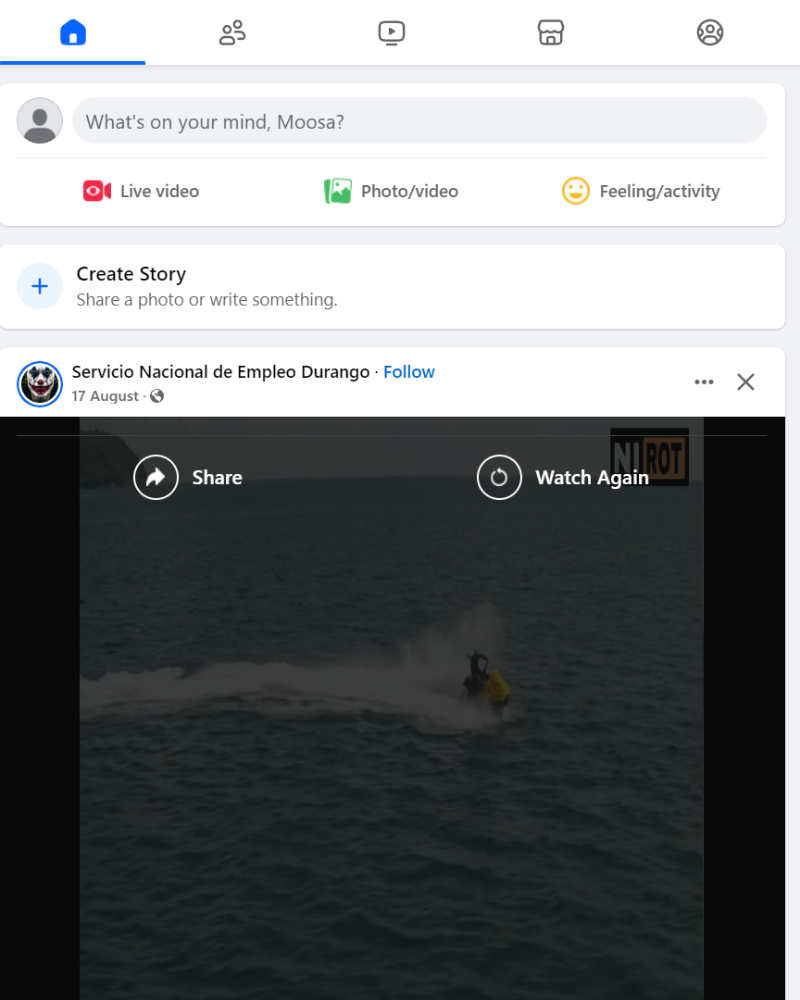 What's on your mind, Moosa?
Live video
Photo/video
Feeling/activity
Create Story
Share a photo or write something.
Servicio Nacional de Empleo Durango · Follow
17 August ·
NI ROT
Share
Watch Again